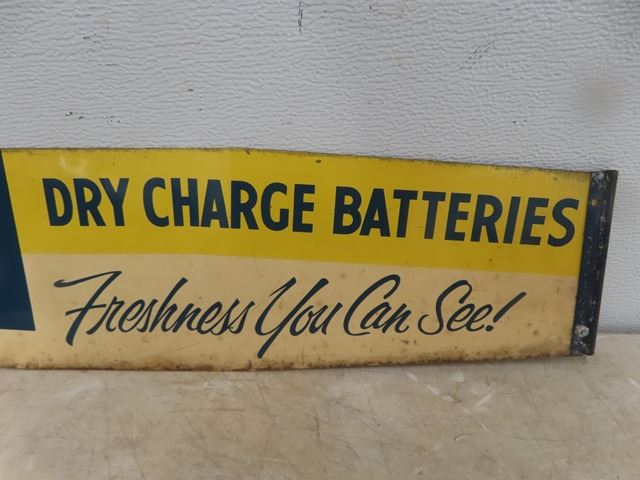 DRY CHARGE BATTERIES
Freshness You Can See!